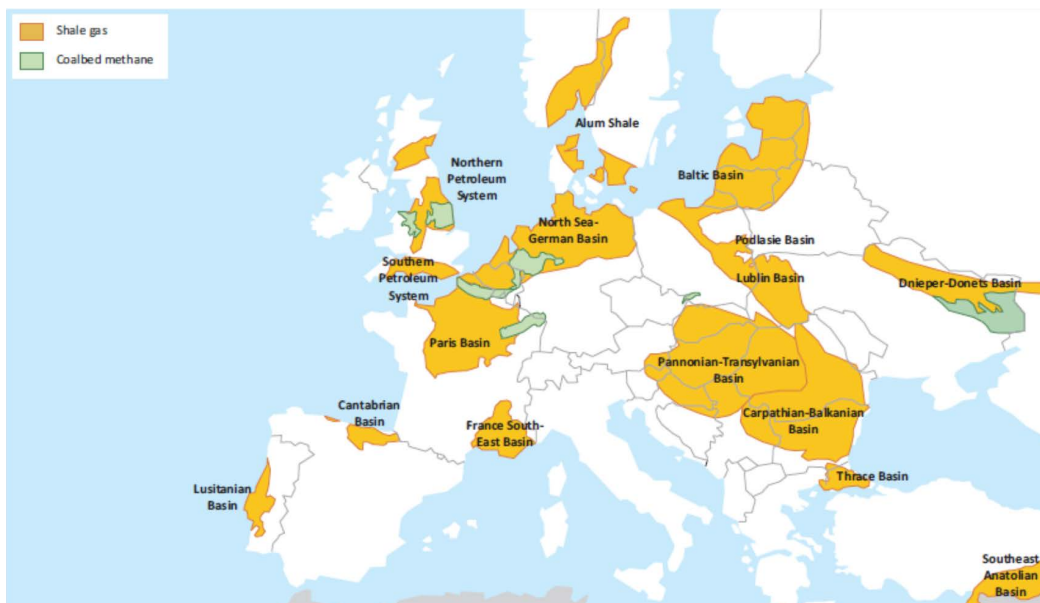 Shale gas
Coalbed methane
Alum Shale
Northern
Petroleum
System
Baltic Basin
North Sea-
German Basin
Podlasie Basin
Southern
Petroleum
System
Lublin Basin
Dnieper-Donets Basin
Paris Basin
Pannonian-Transylvanian
Basin
Cantabrian
Basin
France South-
East Basin
Carpathian-Balkanian
Basin
Lusitanian
Basin
Thrace Basin
Southeast
Anatolian
Basin